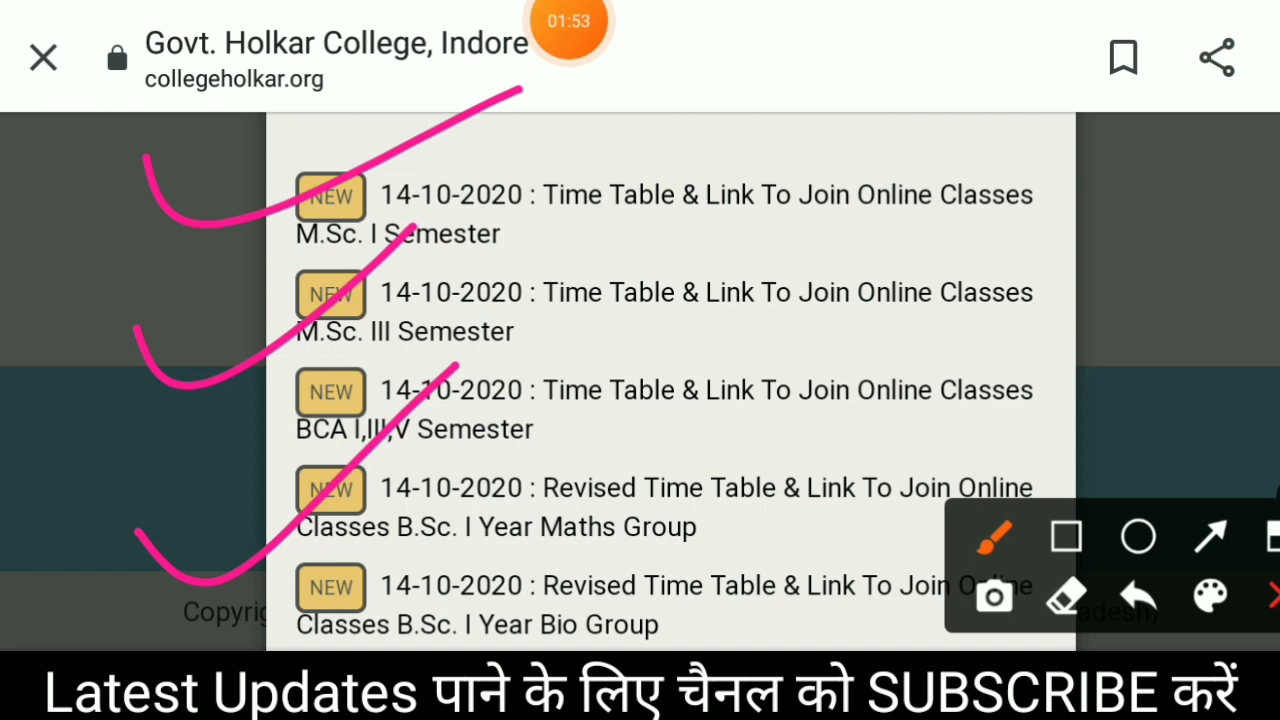 01:53
Govt. Holkar College, Indore
collegeholkar.org
NEW 14-10-2020 : Time Table & Link To Join Online Classes
M.Sc. I Semester
NEW 14-10-2020 : Time Table & Link To Join Online Classes
M.Sc. III Semester
NEW 14-10-2020 : Time Table & Link To Join Online Classes
BCA I,III,V Semester
NEW 14-10-2020 : Revised Time Table & Link To Join Online
Classes B.Sc. I Year Maths Group
NEW 14-10-2020 : Revised Time Table & Link To Join Online
Classes B.Sc. I Year Bio Group
Latest Updates पाने के लिए चैनल को SUBSCRIBE करें